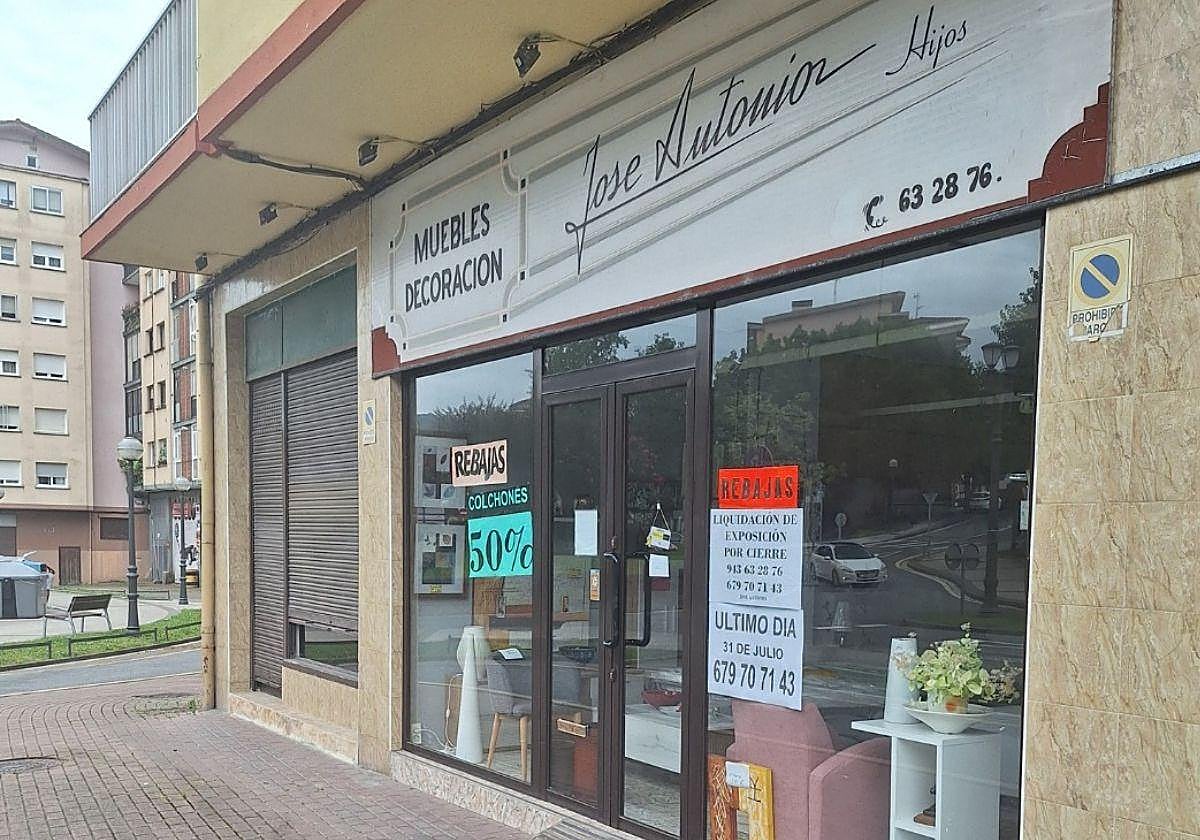 MUEBLES
DECORACION
Jose Antonior Hijos
63 28 76.
REBAJAS
COLCHONES
50%
REBAJAS
LIQUIDACIÓN DE
EXPOSICIÓN
POR CIERRE
943 63 28 76
679 70 71 43
ULTIMO DIA
31 DE JULIO
679 70 71 43
PROHIBIR